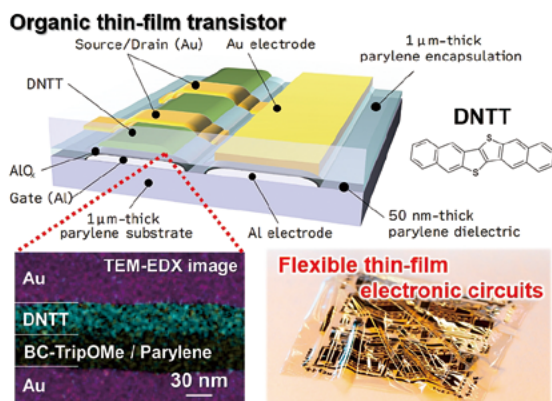 Organic thin-film transistor
Source/Drain (Au)
Au electrode
1 μm-thick
parylene encapsulation
DNTT
DNTT
S
S
AlOx
Gate (Al)
1 μm-thick
parylene substrate
Al electrode
50 nm-thick
parylene dielectric
TEM-EDX image
Au
DNTT
BC-TripOMe / Parylene
Au
30 nm
Flexible thin-film
electronic circuits